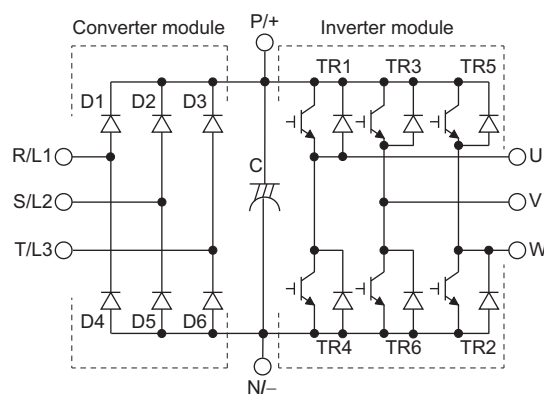 Converter module
P/+
Inverter module
D1
D2
D3
TR1
TR3
TR5
R/L1
U
C
S/L2
V
T/L3
W
D4
D5
D6
TR4
TR6
TR2
N/−